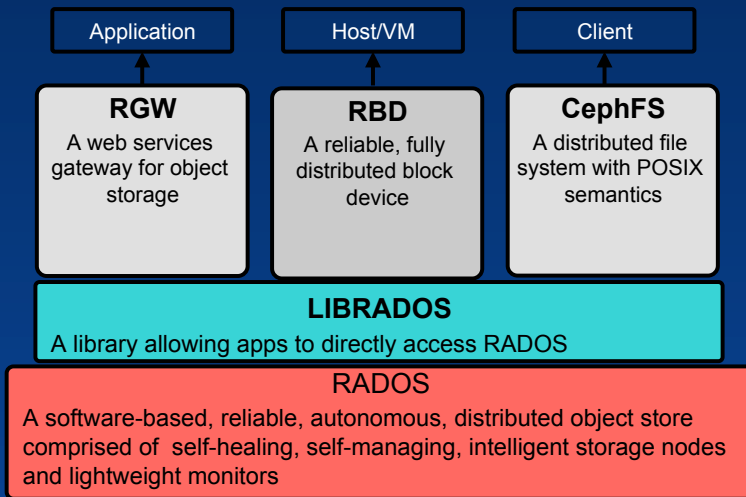 Application
Host/VM
Client
RGW
A web services
gateway for object
storage
RBD
A reliable, fully
distributed block
device
CephFS
A distributed file
system with POSIX
semantics
LIBRADOS
A library allowing apps to directly access RADOS
RADOS
A software-based, reliable, autonomous, distributed object store
comprised of self-healing, self-managing, intelligent storage nodes
and lightweight monitors